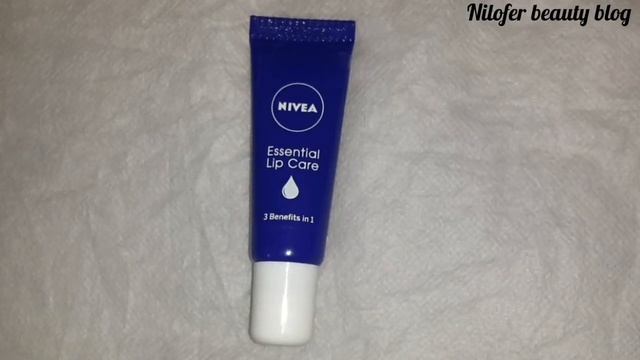 Nilofer beauty blog
NIVEA
Essential
Lip Care
3 Benefits in 1